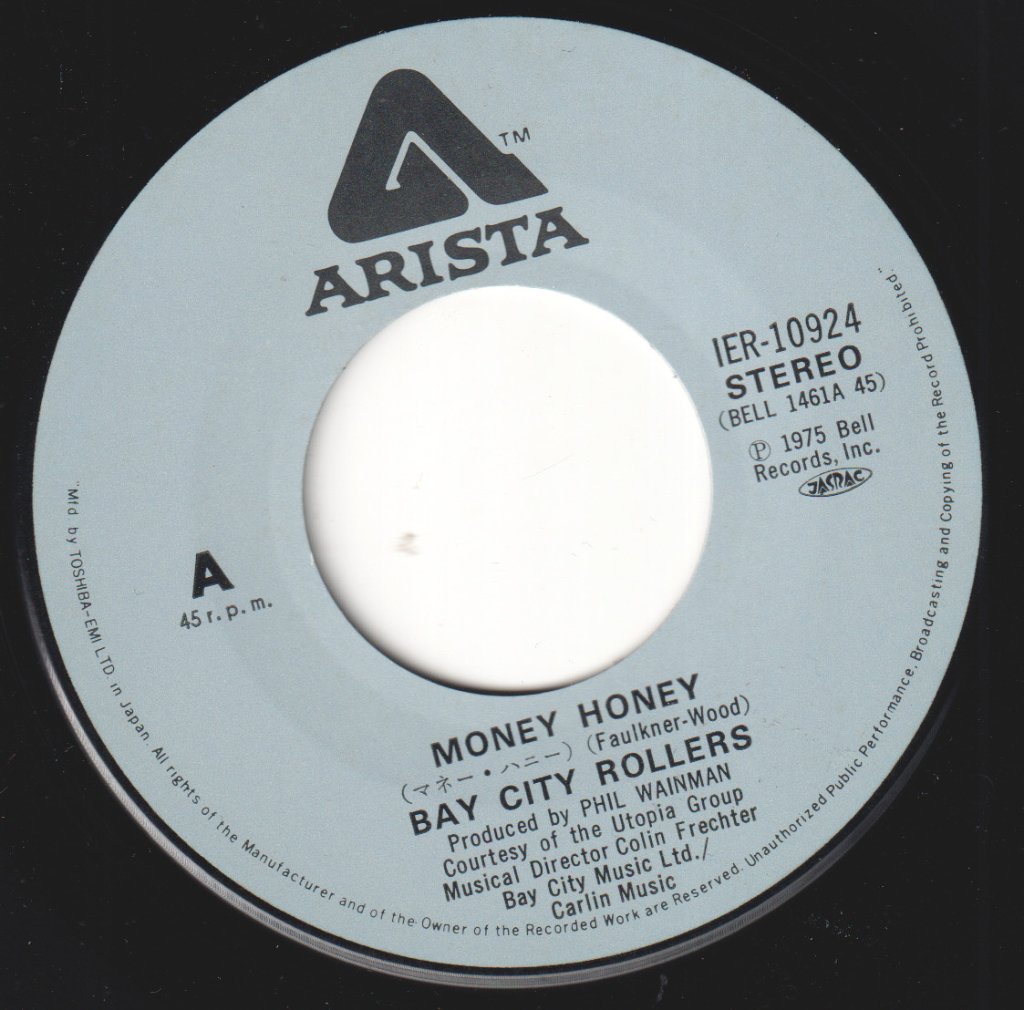 TM
ARISTA
IER-10924
STEREO
(BELL 1461A 45)
Ⓟ 1975 Bell
Records, Inc.
JASRAC
A
45 r.p.m.
MONEY HONEY
(マネー・ハニー) (Faulkner-Wood)
BAY CITY ROLLERS
Produced by PHIL WAINMAN
Courtesy of the Utopia Group
Musical Director Colin Frechter
Bay City Music Ltd./
Carlin Music
"Mfd by TOSHIBA-EMI LTD. in Japan. All rights of the Manufacturer and of the Owner of the Recorded Work are Reserved. Unauthorized Public Performance. Broadcasting and Copying of the Record Prohibited."